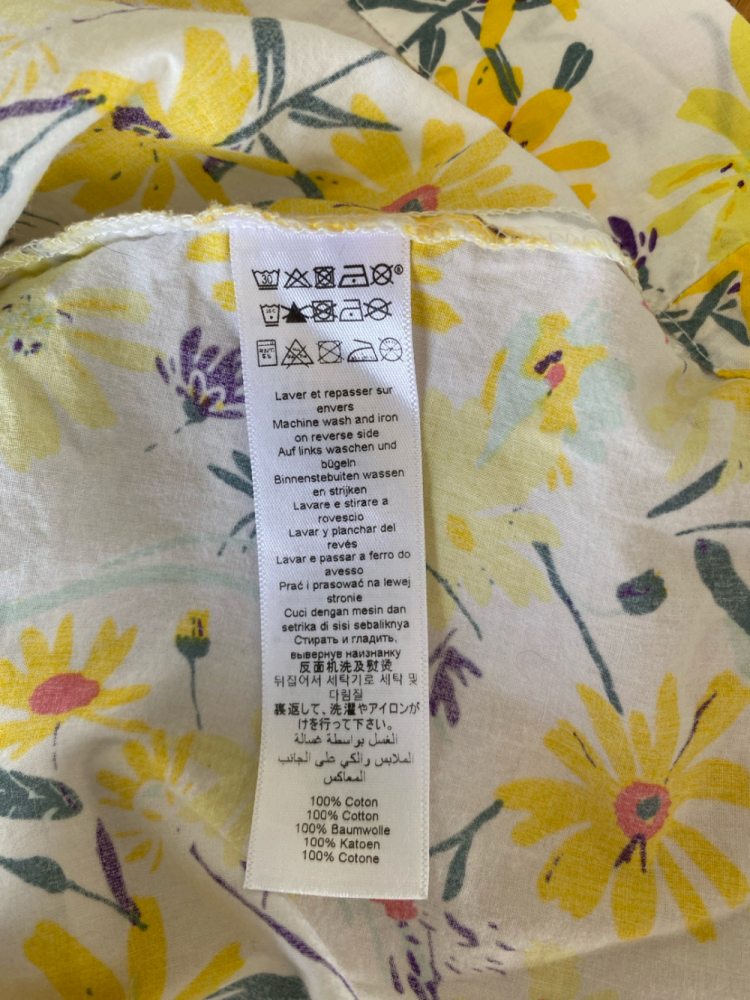 30
®
Laver et repasser sur
envers
Machine wash and iron
on reverse side
Auf links waschen und
bügeln
Binnenstebuiten wassen
en strijken
Lavare e stirare a
rovescio
Lavar y planchar del
revés
Lavar e passar a ferro do
avesso
Prać i prasować na lewej
stronie
Cuci dengan mesin dan
setrika di sisi sebaliknya
Стирать и гладить,
вывернув наизнанку
反面机洗及熨烫
뒤집어서 세탁기로 세탁 및
다림질
裏返して、洗濯やアイロンが
けを行って下さい。
الغسل بواسطة غسالة
الملابس والكي على الجانب
المعاكس
100% Coton
100% Cotton
100% Baumwolle
100% Katoen
100% Cotone